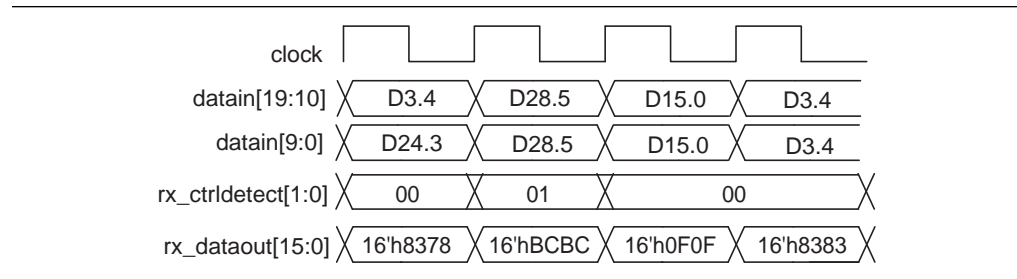 clock
datain[19:10] D3.4 D28.5 D15.0 D3.4
datain[9:0] D24.3 D28.5 D15.0 D3.4
rx_ctrldetect[1:0] 00 01 00
rx_dataout[15:0] 16'h8378 16'hBCBC 16'h0F0F 16'h8383